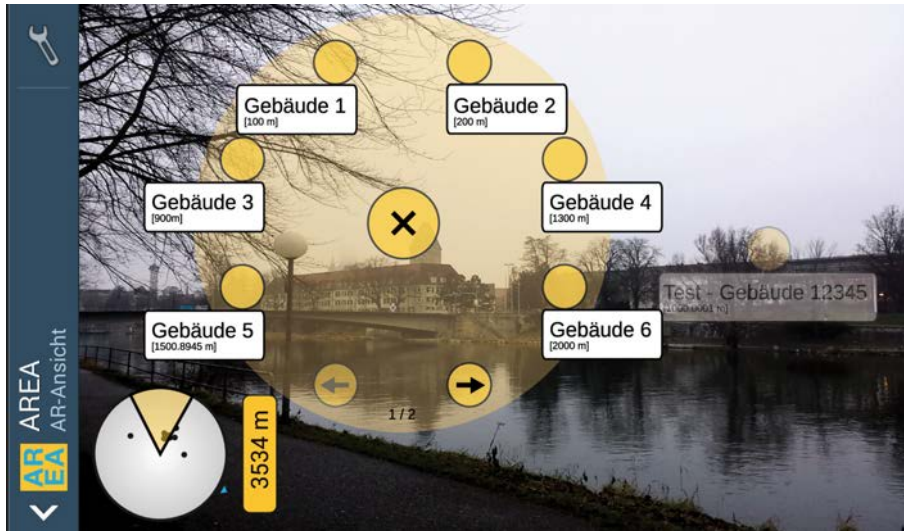 AREA
AR-Ansicht
AR
EA
Gebäude 1
[100 m]
Gebäude 2
[200 m]
Gebäude 3
[900m]
Gebäude 4
[1300 m]
Test - Gebäude 12345
Gebäude 5
[1500.8945 m]
Gebäude 6
[2000 m]
1 / 2
3534 m